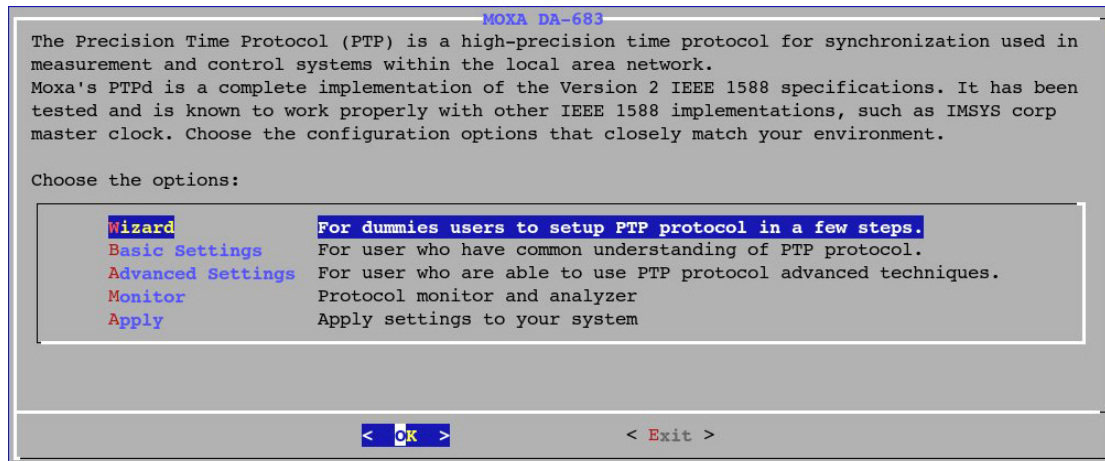 MOXA DA-683
The Precision Time Protocol (PTP) is a high-precision time protocol for synchronization used in
measurement and control systems within the local area network.
Moxa's PTPd is a complete implementation of the Version 2 IEEE 1588 specifications. It has been
tested and is known to work properly with other IEEE 1588 implementations, such as IMSYS corp
master clock. Choose the configuration options that closely match your environment.
Choose the options:
Wizard For dummies users to setup PTP protocol in a few steps.
Basic Settings For user who have common understanding of PTP protocol.
Advanced Settings For user who are able to use PTP protocol advanced techniques.
Monitor Protocol monitor and analyzer
Apply Apply settings to your system
< OK > < Exit >